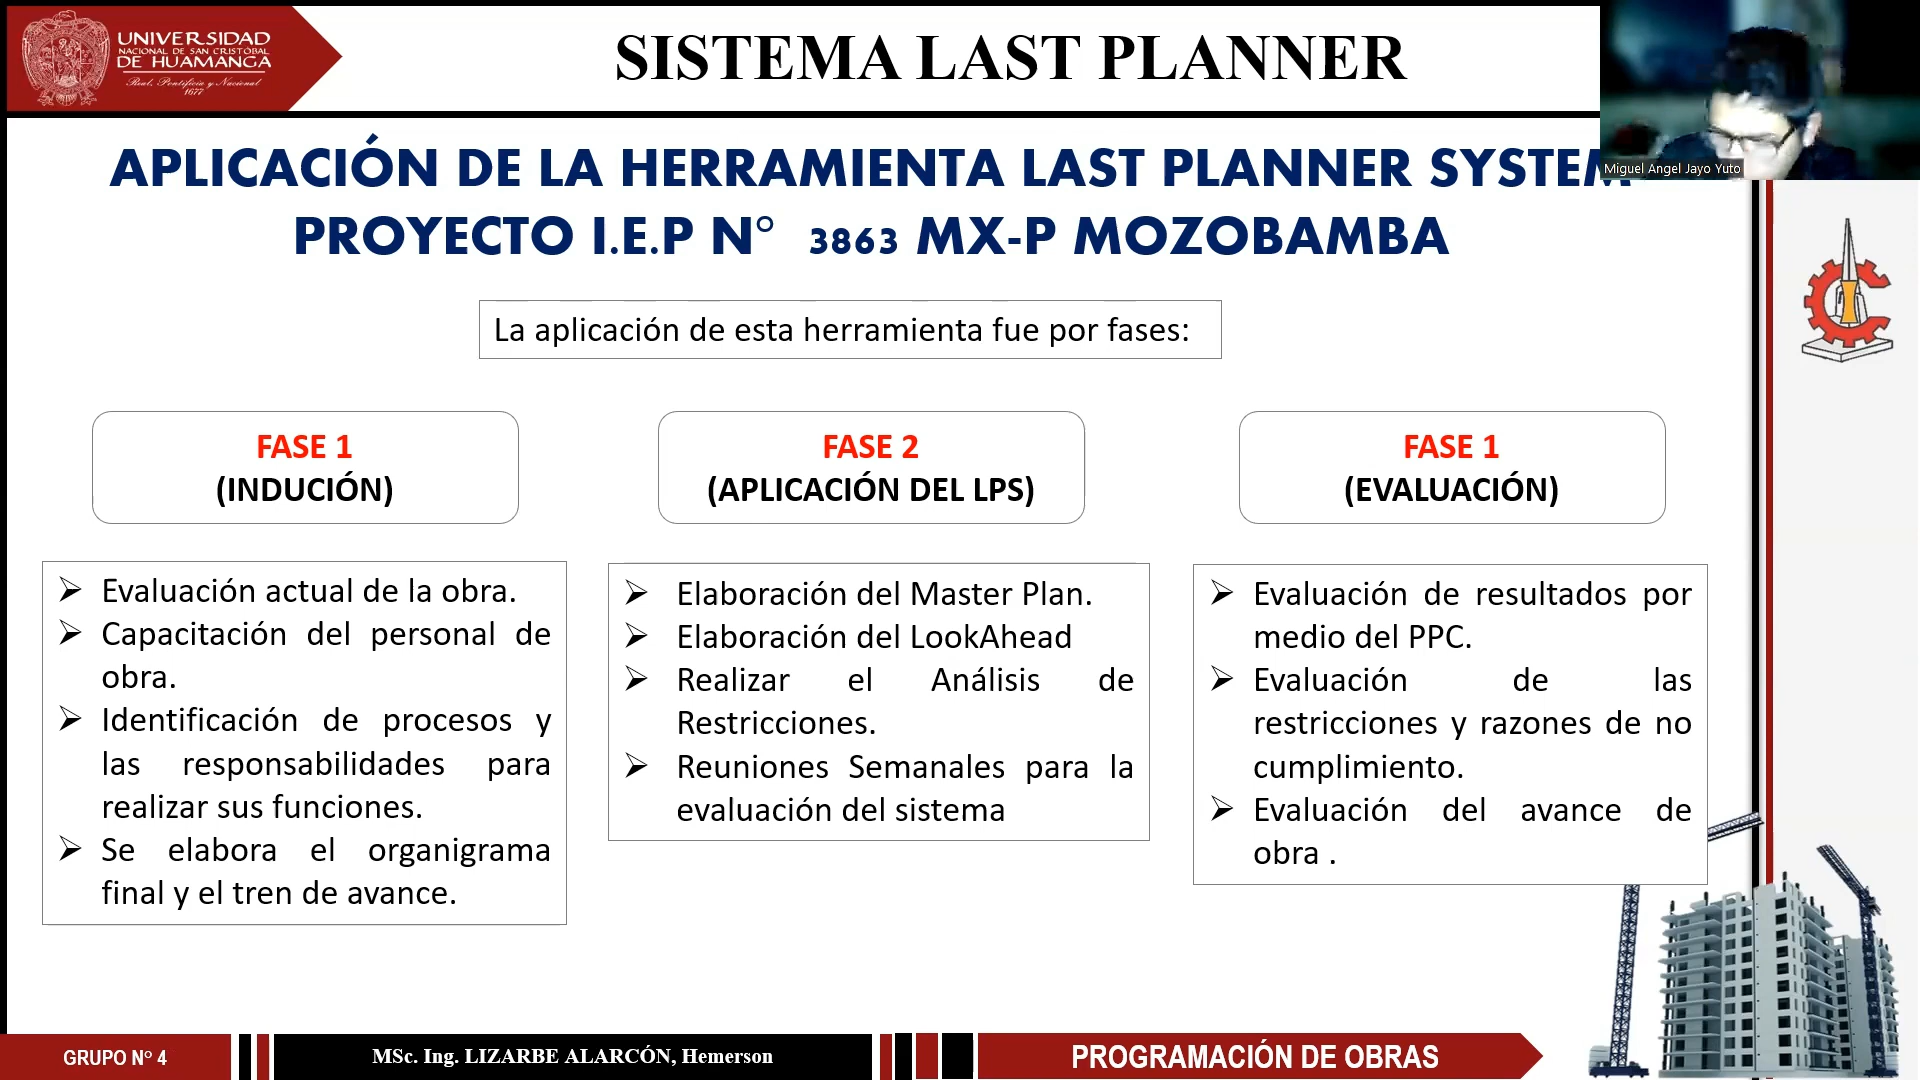 UNIVERSIDAD
NACIONAL DE SAN CRISTÓBAL
DE HUAMANGA
Real, Pontificia y Nacional
1677
SISTEMA LAST PLANNER
Miguel Angel Jayo Yuto
APLICACIÓN DE LA HERRAMIENTA LAST PLANNER SYSTEM
PROYECTO I.E.P N° 3863 MX-P MOZOBAMBA
La aplicación de esta herramienta fue por fases:
FASE 1
(INDUCIÓN)
➢ Evaluación actual de la obra.
➢ Capacitación del personal de
obra.
➢ Identificación de procesos y
las responsabilidades para
realizar sus funciones.
➢ Se elabora el organigrama
final y el tren de avance.
FASE 2
(APLICACIÓN DEL LPS)
➢ Elaboración del Master Plan.
➢ Elaboración del LookAhead
➢ Realizar el Análisis de
Restricciones.
➢ Reuniones Semanales para la
evaluación del sistema
FASE 1
(EVALUACIÓN)
➢ Evaluación de resultados por
medio del PPC.
➢ Evaluación de las
restricciones y razones de no
cumplimiento.
➢ Evaluación del avance de
obra .
GRUPO N° 4
MSc. Ing. LIZARBE ALARCÓN, Hemerson
PROGRAMACIÓN DE OBRAS